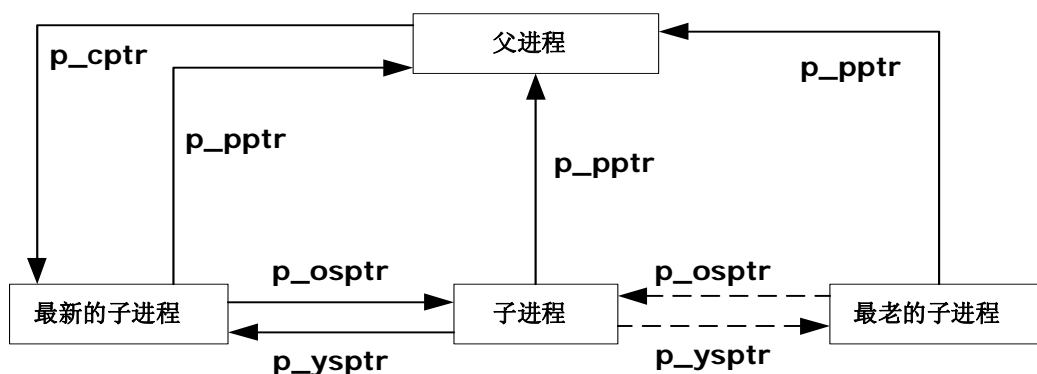 父进程
p_cptr
p_pptr
p_pptr
p_pptr
p_osptr
p_osptr
最新的子进程
子进程
最老的子进程
p_ysptr
p_ysptr